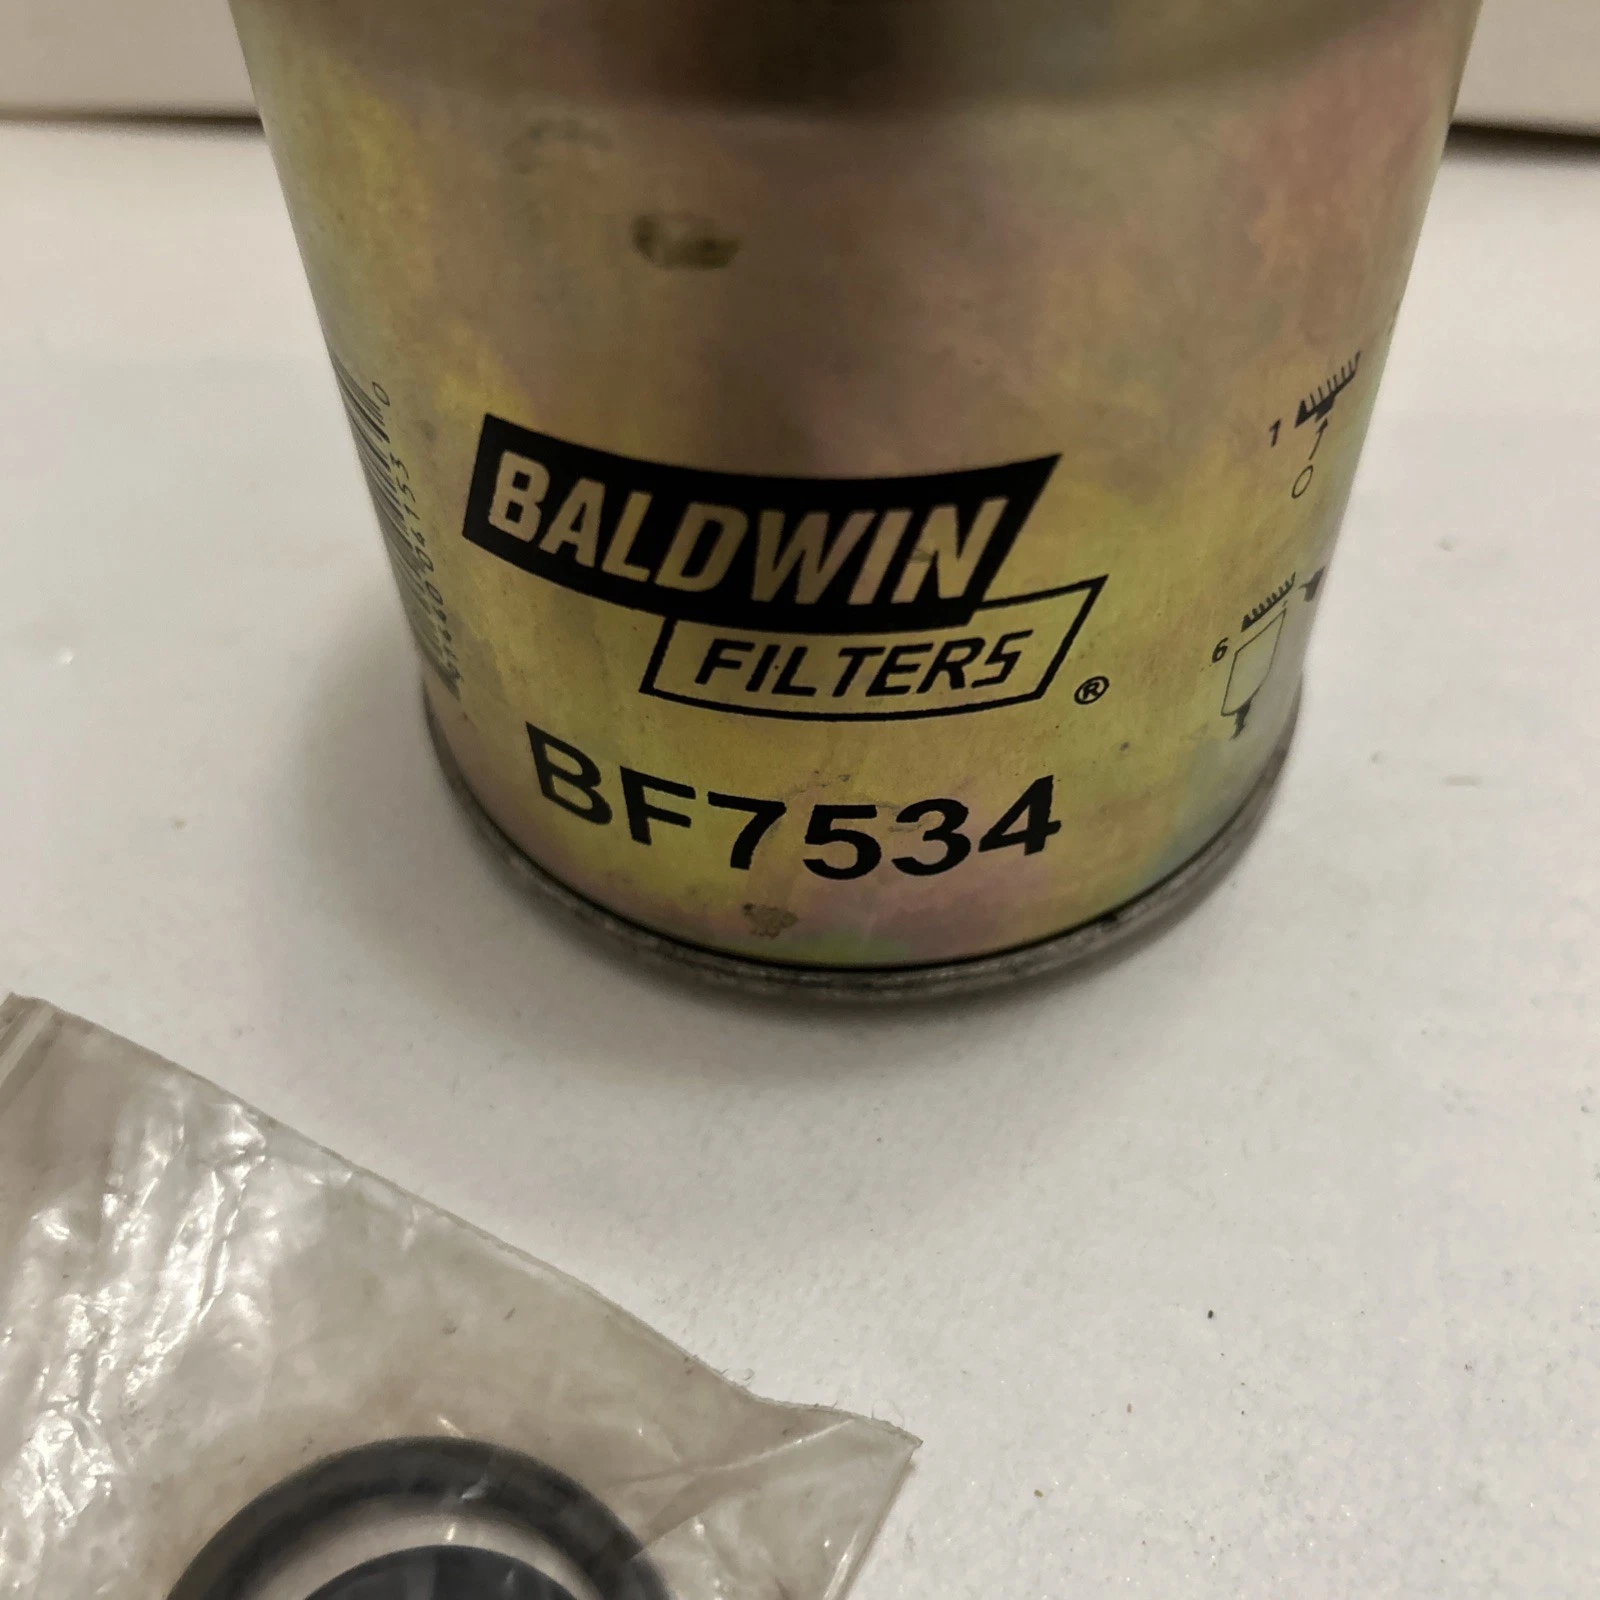 BALDWIN
FILTERS
®
BF7534
1
6